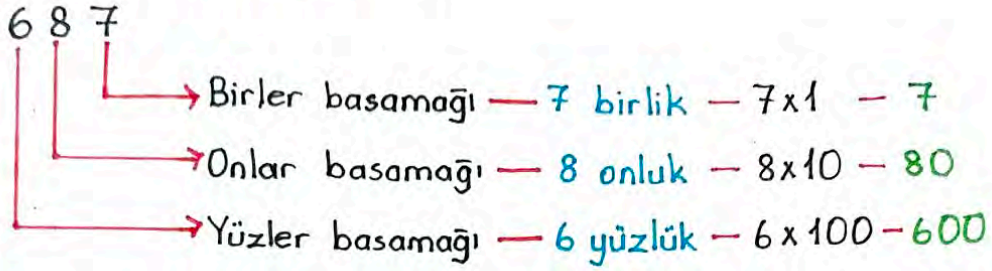 6 8 7
Birler basamağı — 7 birlik — 7x1 — 7
Onlar basamağı — 8 onluk — 8x10 — 80
Yüzler basamağı — 6 yüzlük — 6x100 — 600